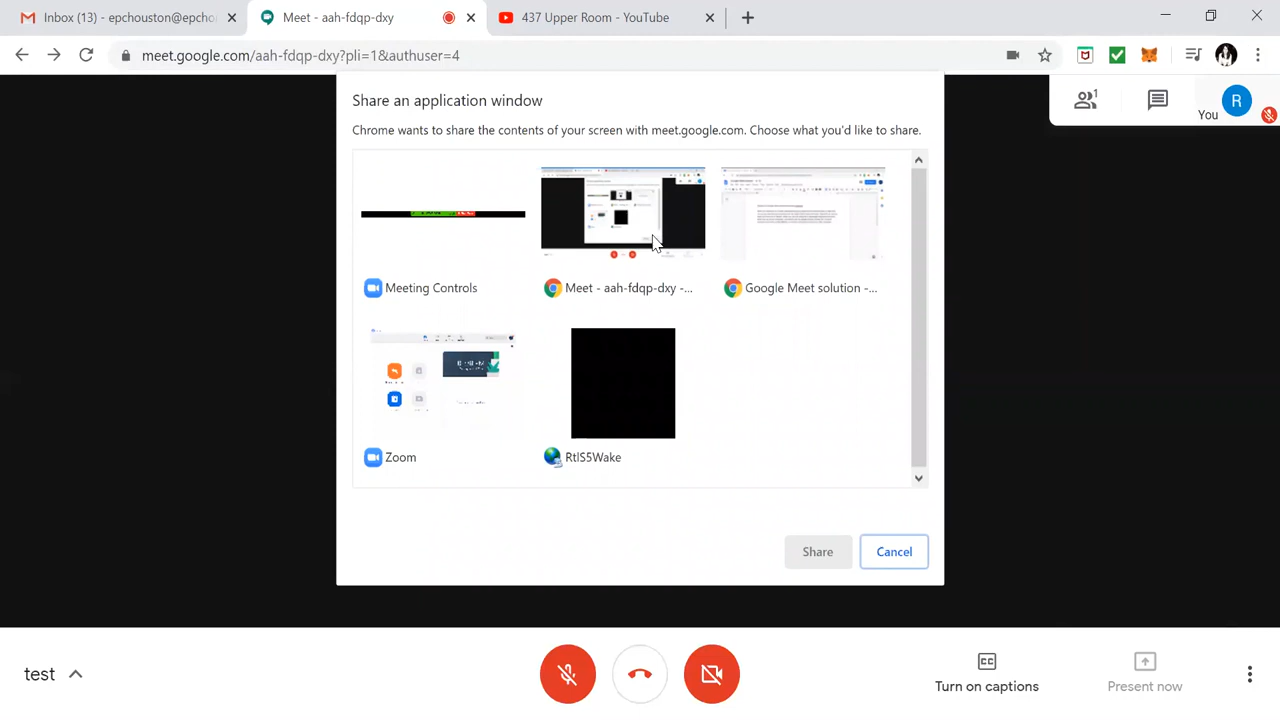 Inbox (13) - epchouston@epcho
Meet - aah-fdqp-dxy
437 Upper Room - YouTube
meet.google.com/aah-fdqp-dxy?pli=1&authuser=4
Share an application window
Chrome wants to share the contents of your screen with meet.google.com. Choose what you'd like to share.
1
R
You
Meeting Controls
Meet - aah-fdqp-dxy -...
Google Meet solution -...
Zoom
RtlS5Wake
Share
Cancel
test
CC
Turn on captions
Present now